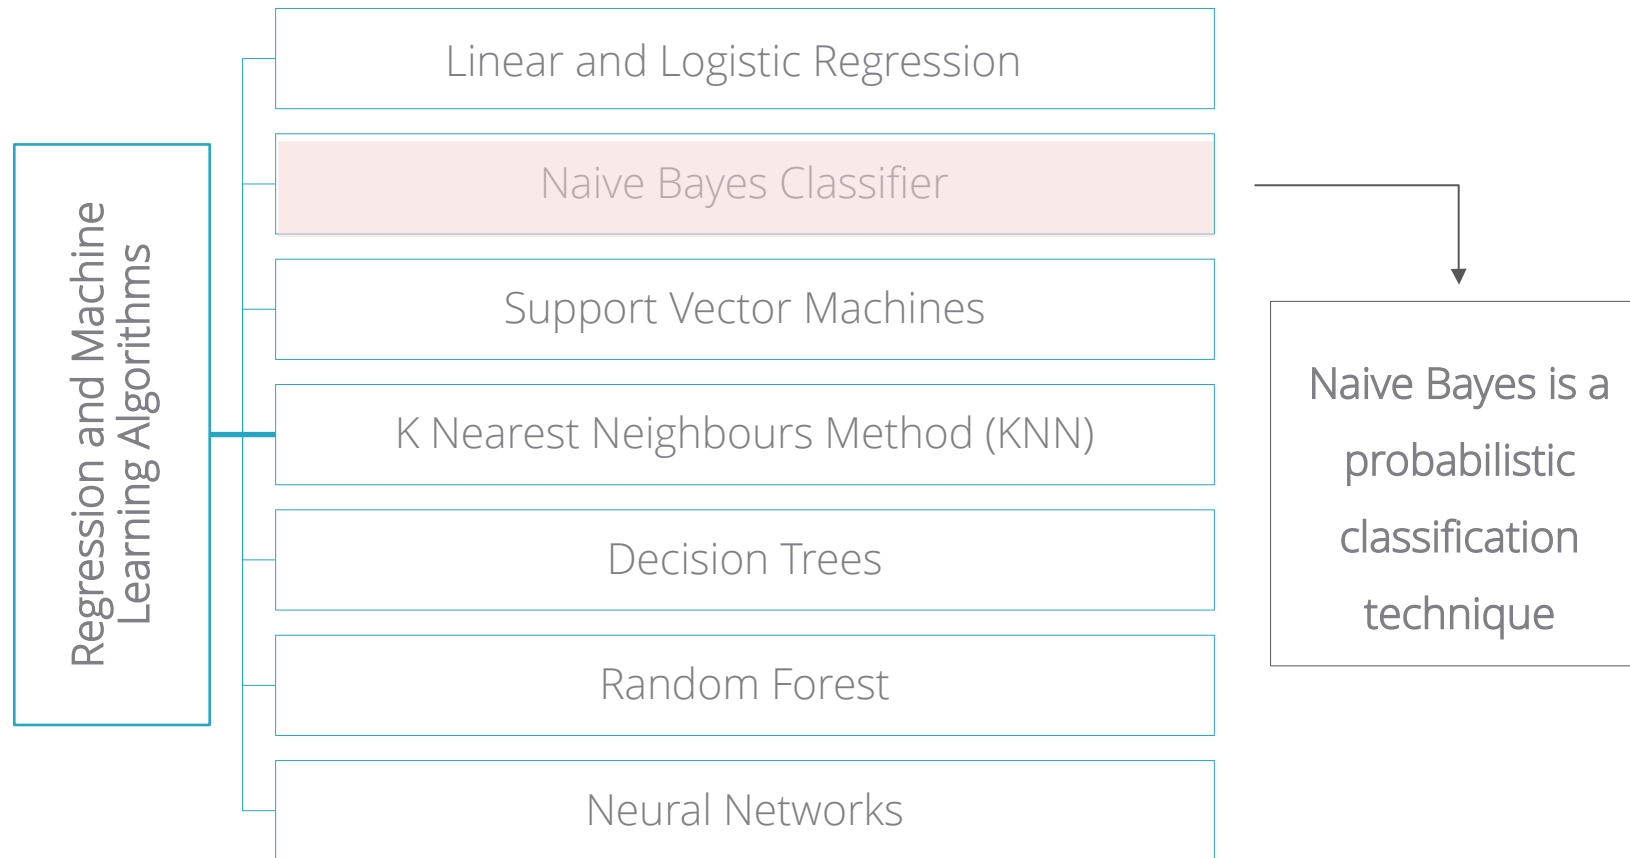 Regression and Machine
Learning Algorithms
Linear and Logistic Regression
Naive Bayes Classifier
Support Vector Machines
K Nearest Neighbours Method (KNN)
Decision Trees
Random Forest
Neural Networks
Naive Bayes is a
probabilistic
classification
technique